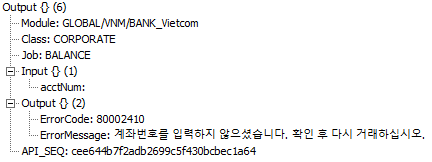 Output {} (6)
Module: GLOBAL/VNM/BANK_Vietcom
Class: CORPORATE
Job: BALANCE
Input {} (1)
acctNum:
Output {} (2)
ErrorCode: 80002410
ErrorMessage: 계좌번호를 입력하지 않으셨습니다. 확인 후 다시 거래하십시오.
API_SEQ: cee644b7f2adb2699c5f430bcbec1a64